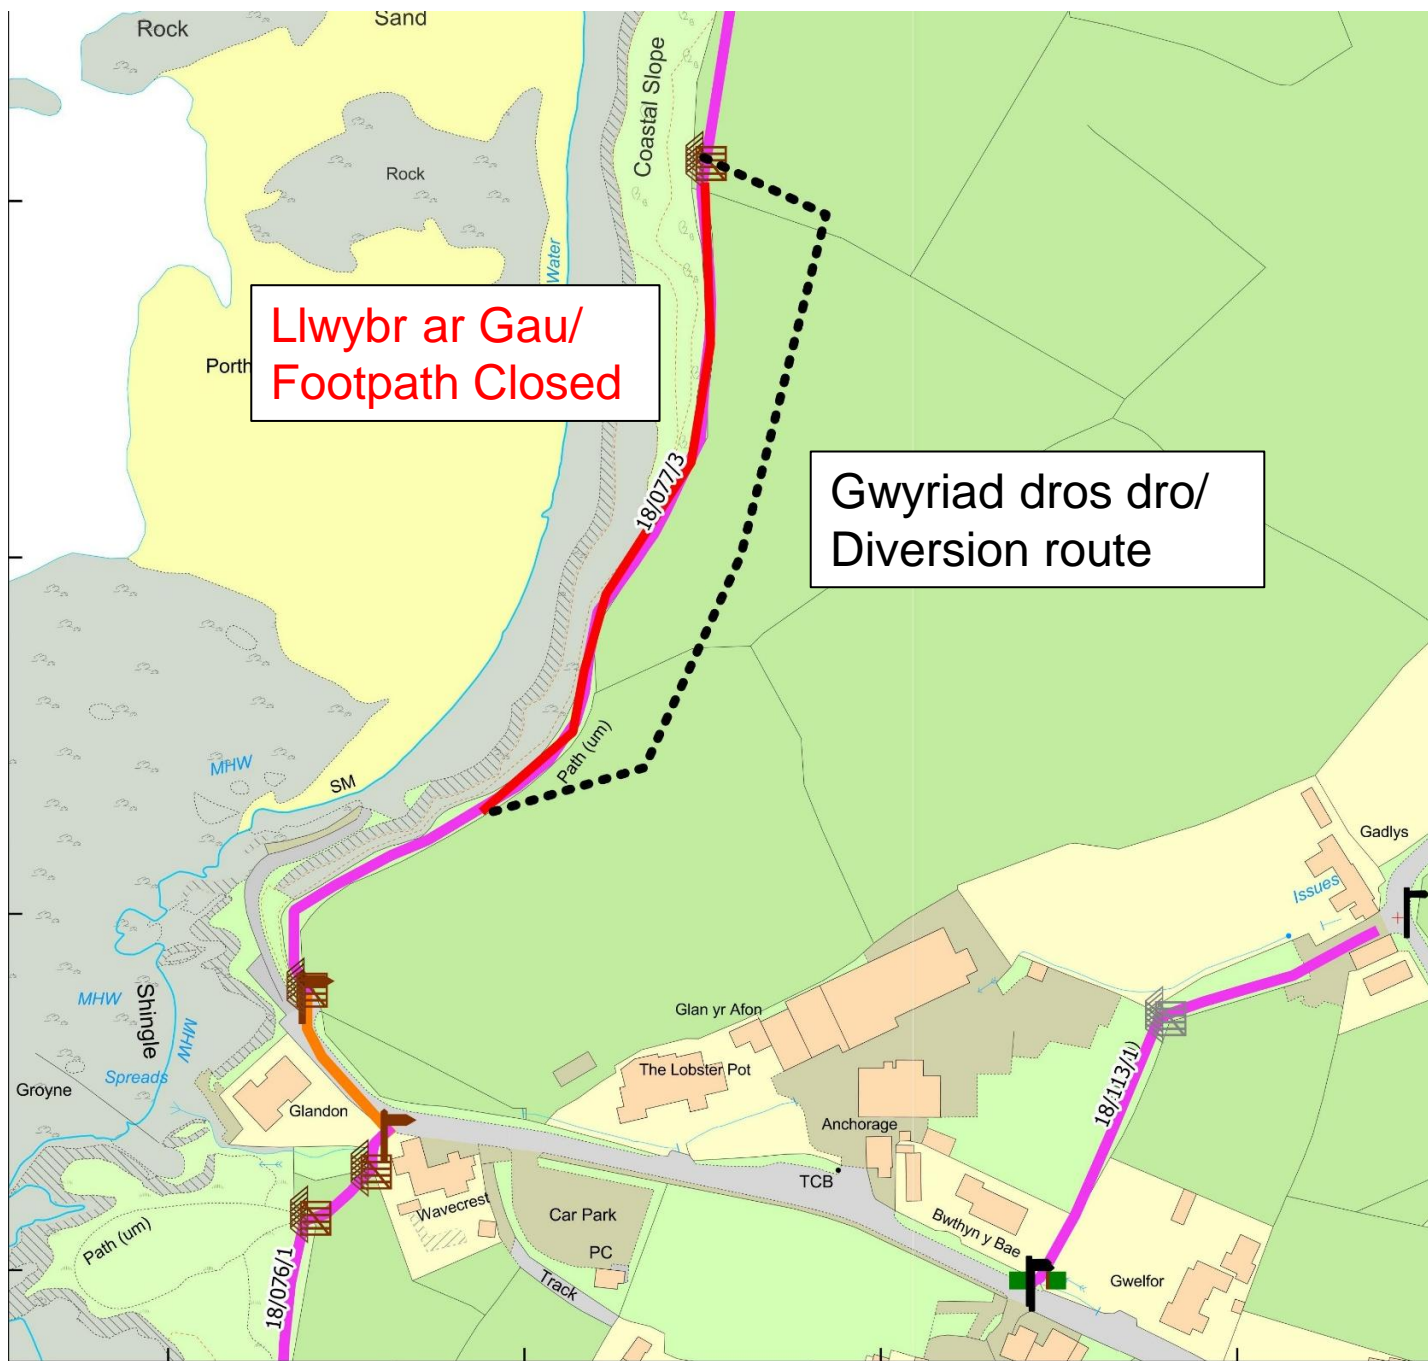 Rock
Sand
Coastal Slope
Rock
Water
Llwybr ar Gau/
Footpath Closed
Porth
18/077/3
Gwyriad dros dro/
Diversion route
Path (um)
MHW
SM
Gadlys
Issues
MHW
Shingle
MHW
Spreads
Groyne
Glandon
Glan yr Afon
The Lobster Pot
Anchorage
18/113/1
TCB
Wavecrest
Car Park
PC
Track
Bwthyn y Bae
Gwelfor
Path (um)
18/076/1